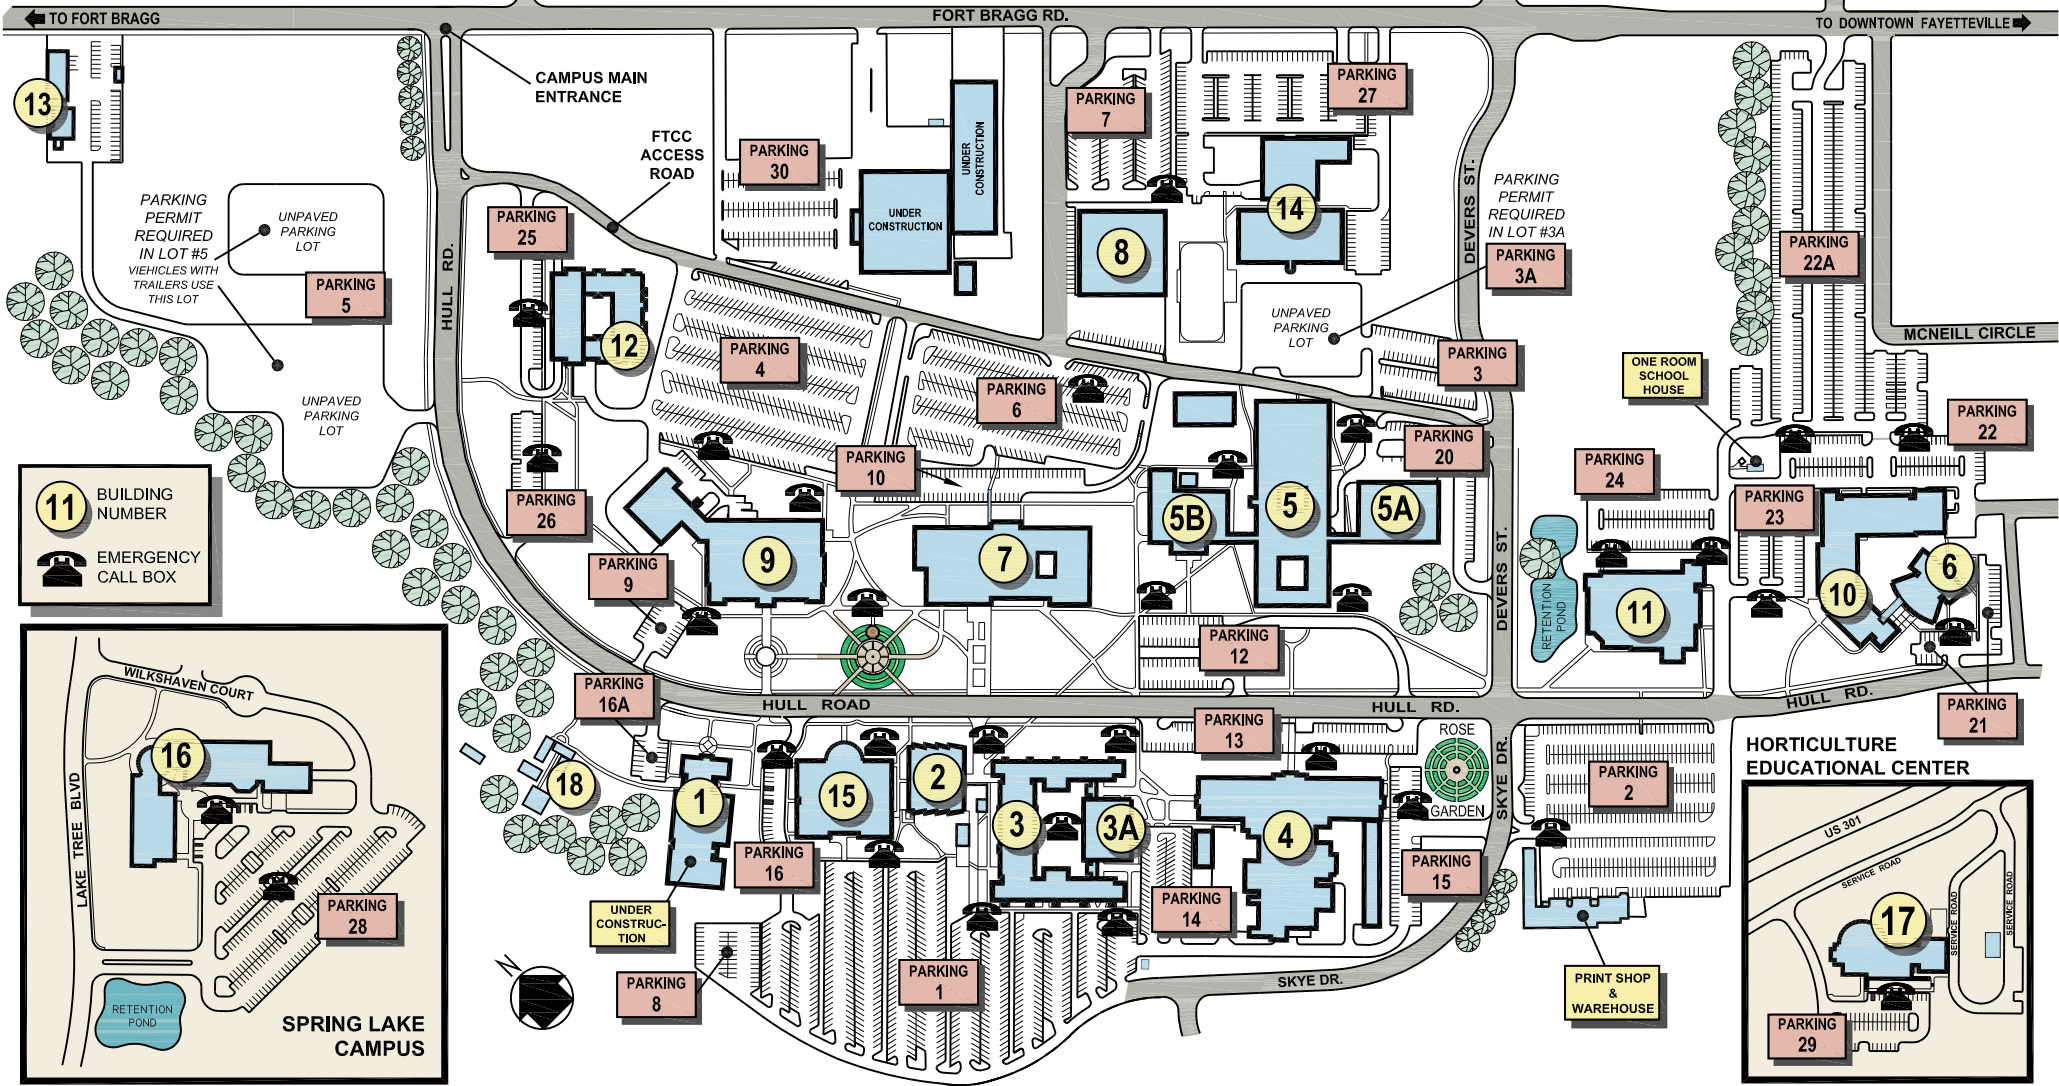 TO FORT BRAGG
FORT BRAGG RD.
TO DOWNTOWN FAYETTEVILLE
13
CAMPUS MAIN
ENTRANCE
FTCC
ACCESS
ROAD
PARKING
30
UNDER
CONSTRUCTION
UNDER
CONSTRUCTION
PARKING
7
PARKING
27
14
8
DEVERS ST.
PARKING
PERMIT
REQUIRED
IN LOT #3A
PARKING
3A
UNPAVED
PARKING
LOT
PARKING
3
PARKING
22A
MCNEILL CIRCLE
PARKING
PERMIT
REQUIRED
IN LOT #5
VIEHICLES WITH
TRAILERS USE
THIS LOT
UNPAVED
PARKING
LOT
PARKING
5
UNPAVED
PARKING
LOT
HULL RD.
PARKING
25
12
PARKING
4
PARKING
6
PARKING
10
PARKING
20
ONE ROOM
SCHOOL
HOUSE
PARKING
22
PARKING
24
PARKING
23
11
BUILDING
NUMBER
EMERGENCY
CALL BOX
PARKING
26
PARKING
9
9
7
5B
5
5A
DEVERS ST.
RETENTION
POND
11
10
6
PARKING
12
PARKING
21
PARKING
16A
HULL ROAD
HULL RD.
HULL RD.
PARKING
13
ROSE
GARDEN
SKYE DR.
PARKING
2
18
1
15
2
3
3A
4
PARKING
16
PARKING
14
PARKING
15
UNDER
CONSTRUC-
TION
PARKING
8
PARKING
1
N
SKYE DR.
PRINT SHOP
&
WAREHOUSE
WILKSHAVEN COURT
16
LAKE TREE BLVD
PARKING
28
RETENTION
POND
SPRING LAKE
CAMPUS
HORTICULTURE
EDUCATIONAL CENTER
US 301
SERVICE ROAD
SERVICE ROAD
SERVICE ROAD
17
PARKING
29